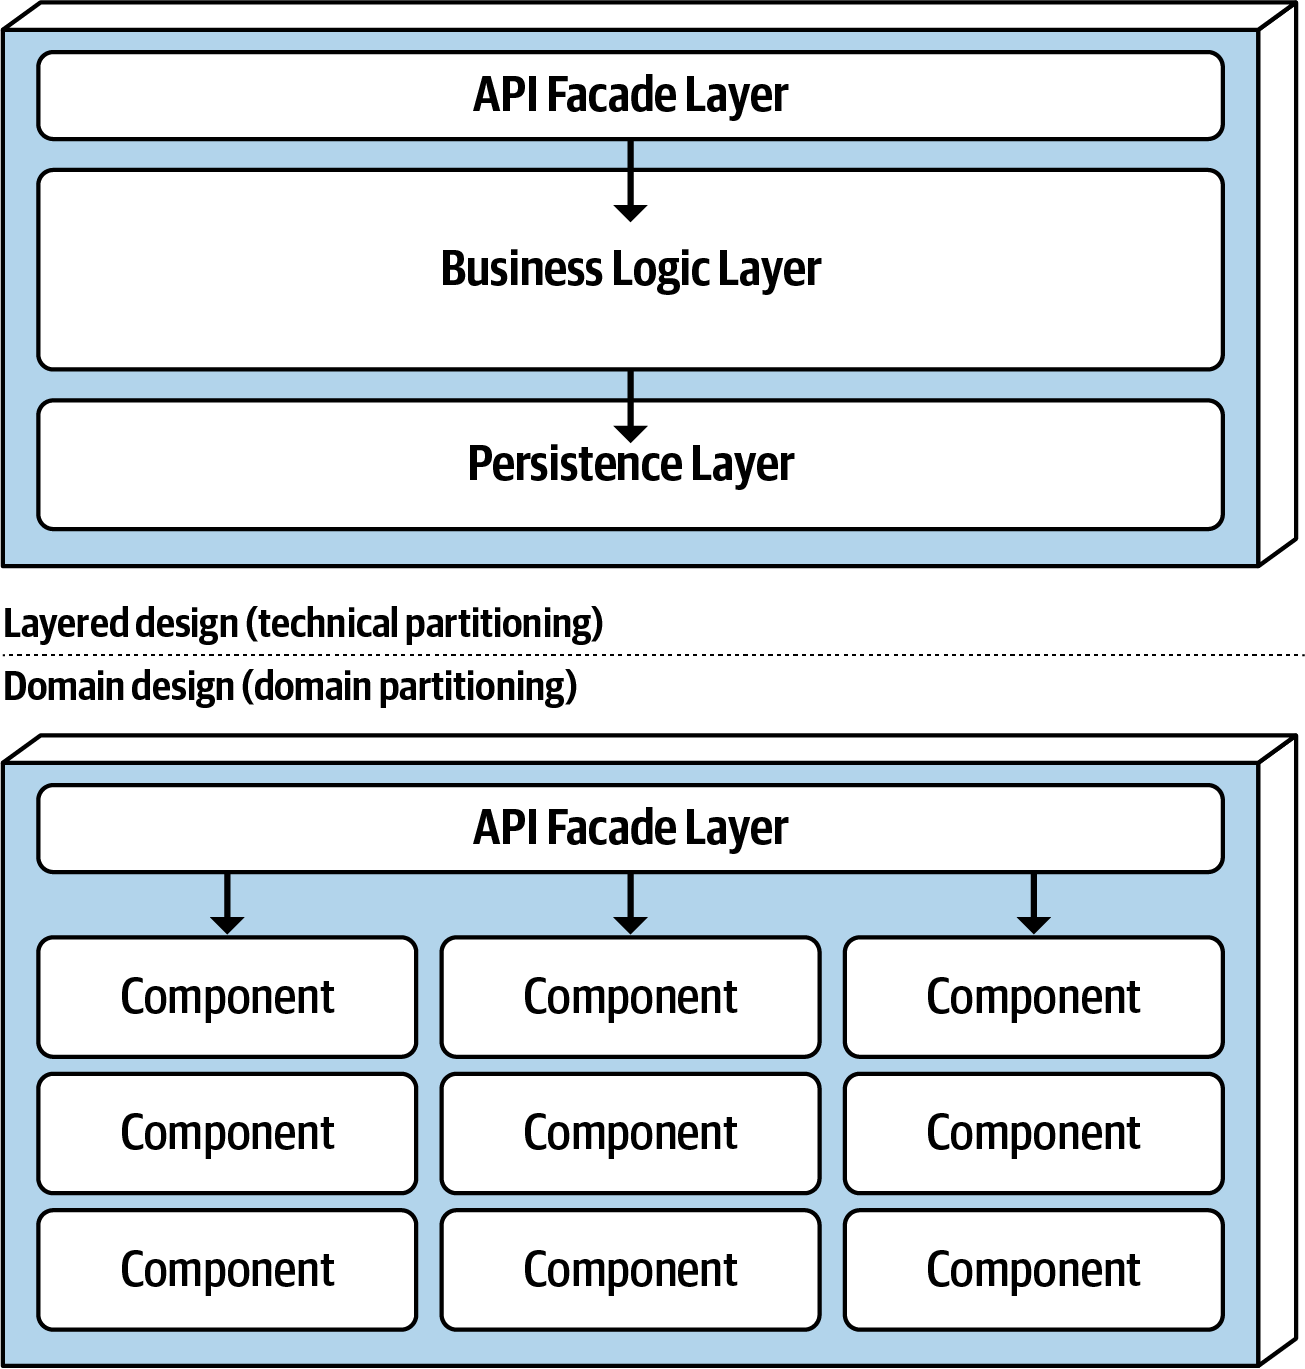 API Facade Layer
Business Logic Layer
Persistence Layer
Layered design (technical partitioning)
Domain design (domain partitioning)
API Facade Layer
Component Component Component
Component Component Component
Component Component Component